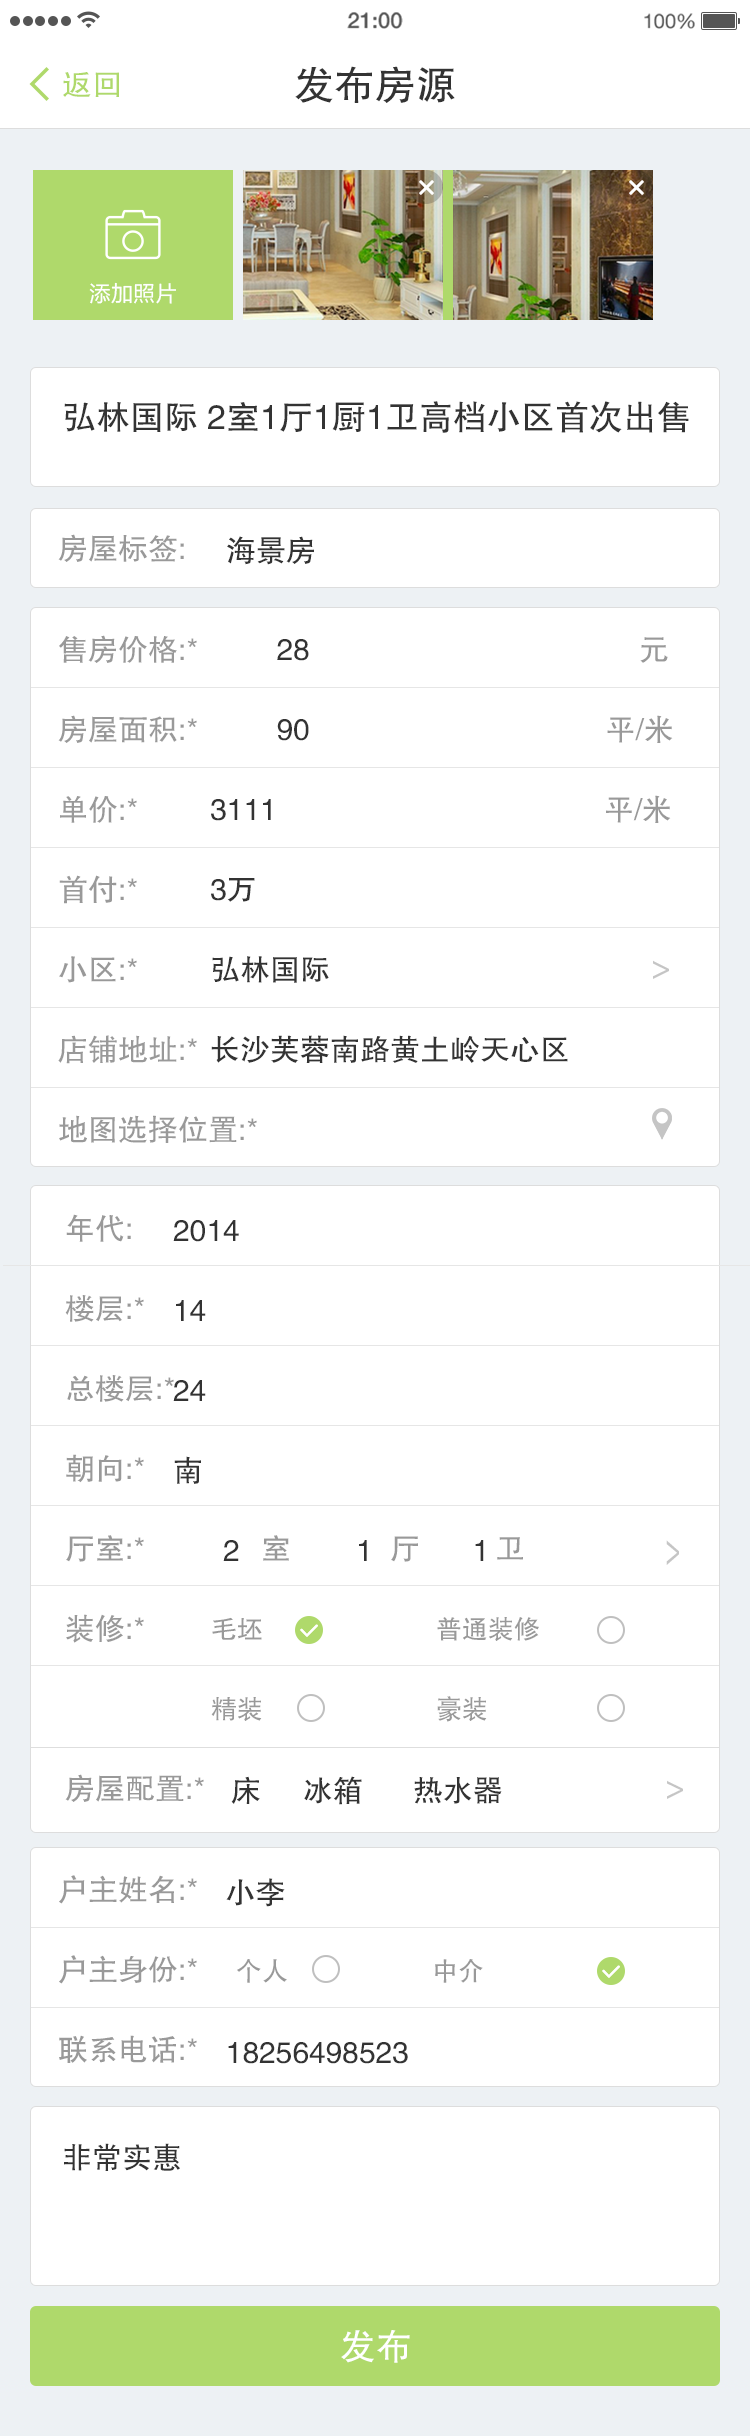 21:00 100%
返回 发布房源
添加照片
弘林国际 2室1厅1厨1卫高档小区首次出售
房屋标签: 海景房
售房价格:* 28 元
房屋面积:* 90 平/米
单价:* 3111 平/米
首付:* 3万
小区:* 弘林国际 >
店铺地址:* 长沙芙蓉南路黄土岭天心区
地图选择位置:*
年代: 2014
楼层:* 14
总楼层:* 24
朝向:* 南
厅室:* 2 室 1 厅 1 卫 >
装修:* 毛坯 普通装修
精装 豪装
房屋配置:* 床 冰箱 热水器 >
户主姓名:* 小李
户主身份:* 个人 中介
联系电话:* 18256498523
非常实惠
发布